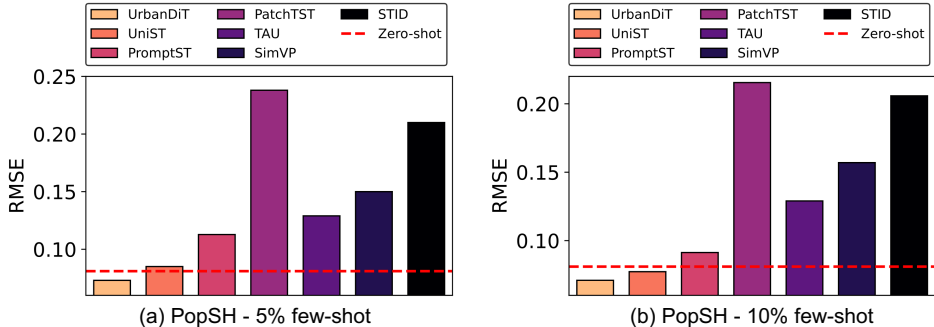 UrbanDiT PatchTST STID
UniST TAU Zero-shot
PromptST SimVP
0.25
0.20
0.15
0.10
RMSE
(a) PopSH - 5% few-shot
UrbanDiT PatchTST STID
UniST TAU Zero-shot
PromptST SimVP
0.20
0.15
0.10
RMSE
(b) PopSH - 10% few-shot